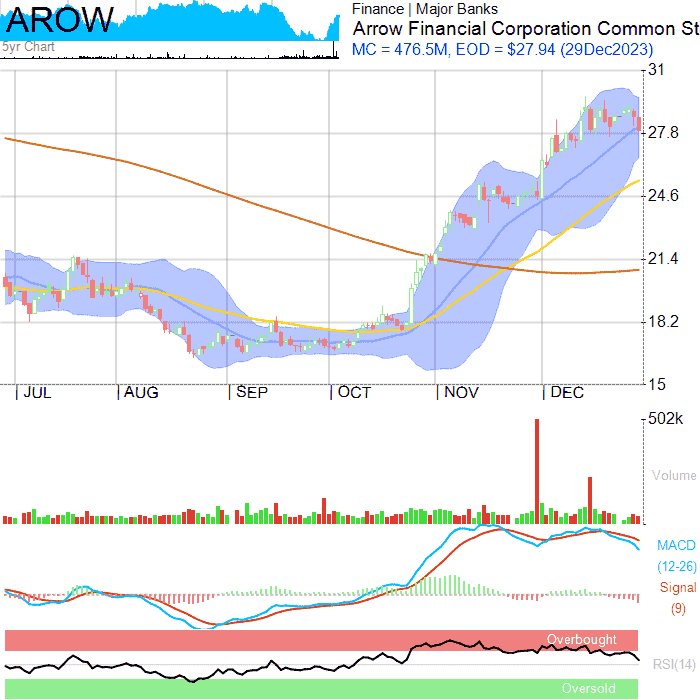 AROW
5yr Chart
Finance | Major Banks
Arrow Financial Corporation Common St
MC = 476.5M, EOD = $27.94 (29Dec2023)
31
27.8
24.6
21.4
18.2
15
JUL AUG SEP OCT NOV DEC
502k
Volume
MACD
(12-26)
Signal
(9)
Overbought
RSI(14)
Oversold